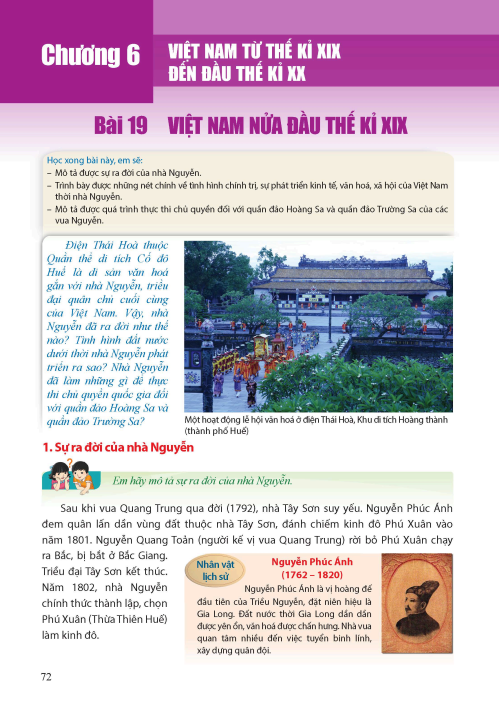 Chương 6
VIỆT NAM TỪ THẾ KỈ XIX
ĐẾN ĐẦU THẾ KỈ XX
Bài 19 VIỆT NAM NỬA ĐẦU THẾ KỈ XIX
Học xong bài này, em sẽ:
– Mô tả được sự ra đời của nhà Nguyễn.
– Trình bày được những nét chính về tình hình chính trị, sự phát triển kinh tế, văn hoá, xã hội của Việt Nam
thời nhà Nguyễn.
– Mô tả được quá trình thực thi chủ quyền đối với quần đảo Hoàng Sa và quần đảo Trường Sa của các
vua Nguyễn.
Điện Thái Hoà thuộc
Quần thể di tích Cố đô
Huế là di sản văn hoá
gắn với nhà Nguyễn, triều
đại quân chủ cuối cùng
của Việt Nam. Vậy, nhà
Nguyễn đã ra đời như thế
nào? Tình hình đất nước
dưới thời nhà Nguyễn phát
triển ra sao? Nhà Nguyễn
đã làm những gì để thực
thi chủ quyền quốc gia đối
với quần đảo Hoàng Sa và
quần đảo Trường Sa?
Một hoạt động lễ hội văn hoá ở điện Thái Hoà, Khu di tích Hoàng thành
(thành phố Huế)
1. Sự ra đời của nhà Nguyễn
Em hãy mô tả sự ra đời của nhà Nguyễn.
Sau khi vua Quang Trung qua đời (1792), nhà Tây Sơn suy yếu. Nguyễn Phúc Ánh
đem quân lấn dần vùng đất thuộc nhà Tây Sơn, đánh chiếm kinh đô Phú Xuân vào
năm 1801. Nguyễn Quang Toản (người kế vị vua Quang Trung) rời bỏ Phú Xuân chạy
ra Bắc, bị bắt ở Bắc Giang.
Triều đại Tây Sơn kết thúc.
Năm 1802, nhà Nguyễn
chính thức thành lập, chọn
Phú Xuân (Thừa Thiên Huế)
làm kinh đô.
Nhân vật
lịch sử
Nguyễn Phúc Ánh
(1762 – 1820)
Nguyễn Phúc Ánh là vị hoàng đế
đầu tiên của Triều Nguyễn, đặt niên hiệu là
Gia Long. Đất nước thời Gia Long dần dần
được yên ổn, văn hoá được chấn hưng. Nhà vua
quan tâm nhiều đến việc tuyển binh lính,
xây dựng quân đội.
72